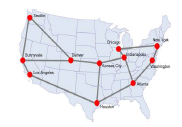 Seattle
New York
Chicago
Sunnyvale
Denver
Indianapolis
Washington
Kansas City
Los Angeles
Atlanta
Houston